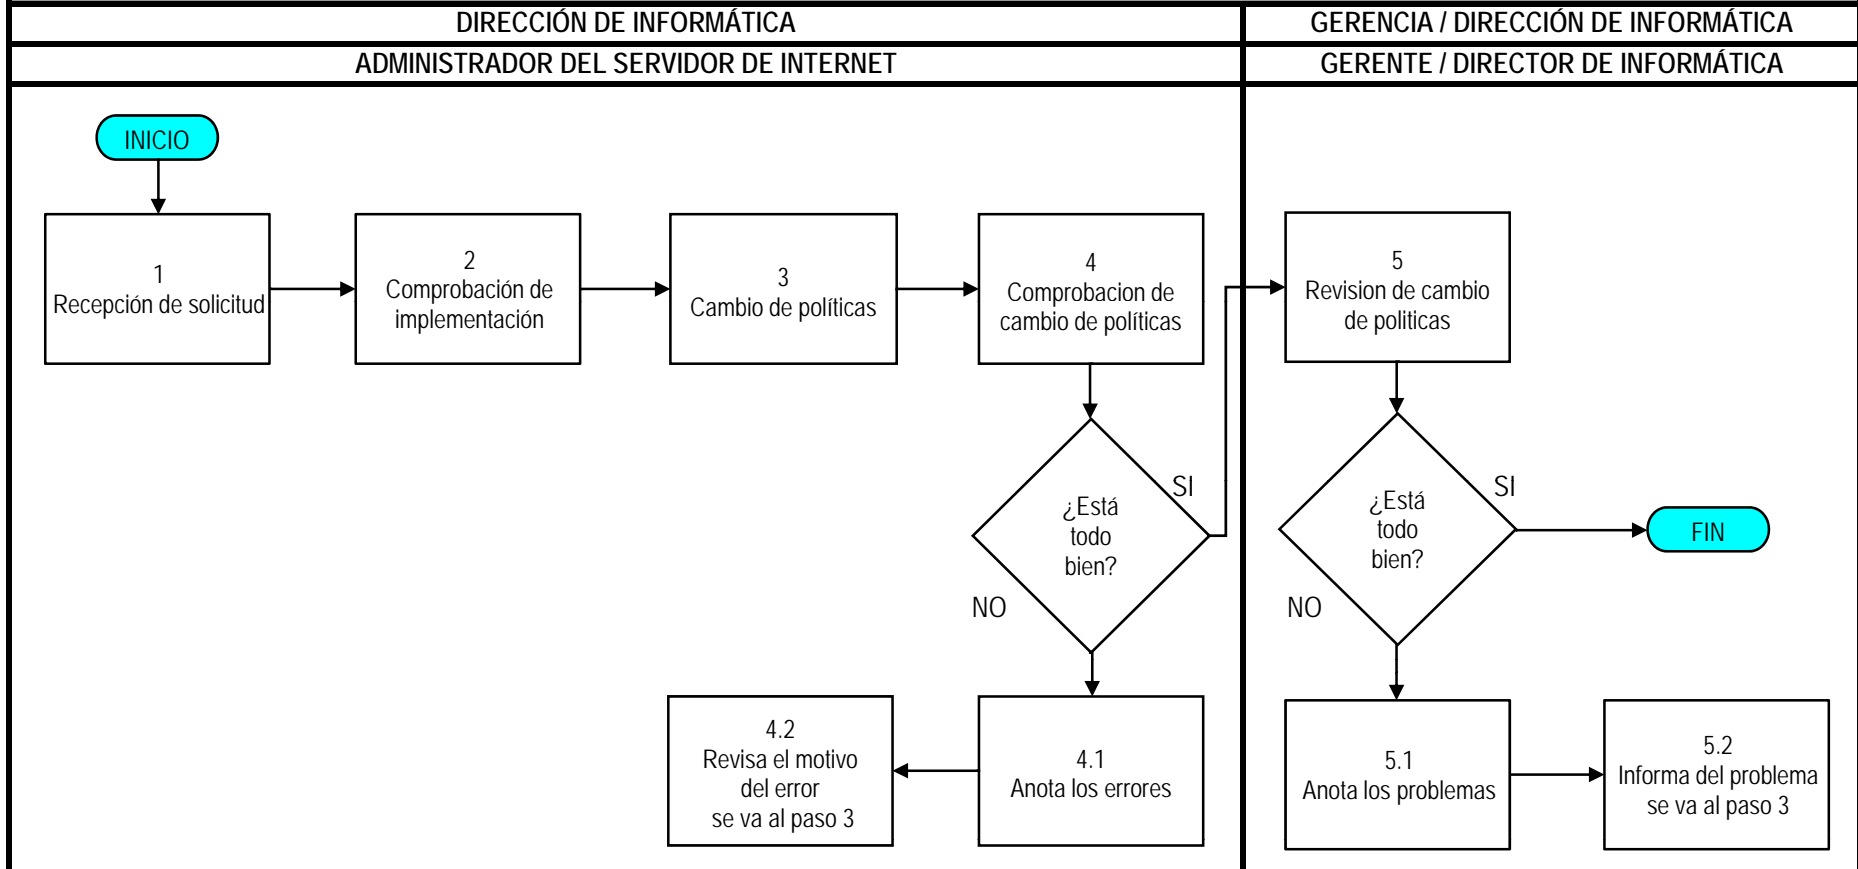 DIRECCIÓN DE INFORMÁTICA
GERENCIA / DIRECCIÓN DE INFORMÁTICA
ADMINISTRADOR DEL SERVIDOR DE INTERNET
GERENTE / DIRECTOR DE INFORMÁTICA
INICIO
1
Recepción de solicitud
2
Comprobación de
implementación
3
Cambio de políticas
4
Comprobacion de
cambio de políticas
5
Revision de cambio
de politicas
¿Está
todo
bien?
SI
NO
¿Está
todo
bien?
SI
NO
FIN
4.2
Revisa el motivo
del error
se va al paso 3
4.1
Anota los errores
5.1
Anota los problemas
5.2
Informa del problema
se va al paso 3